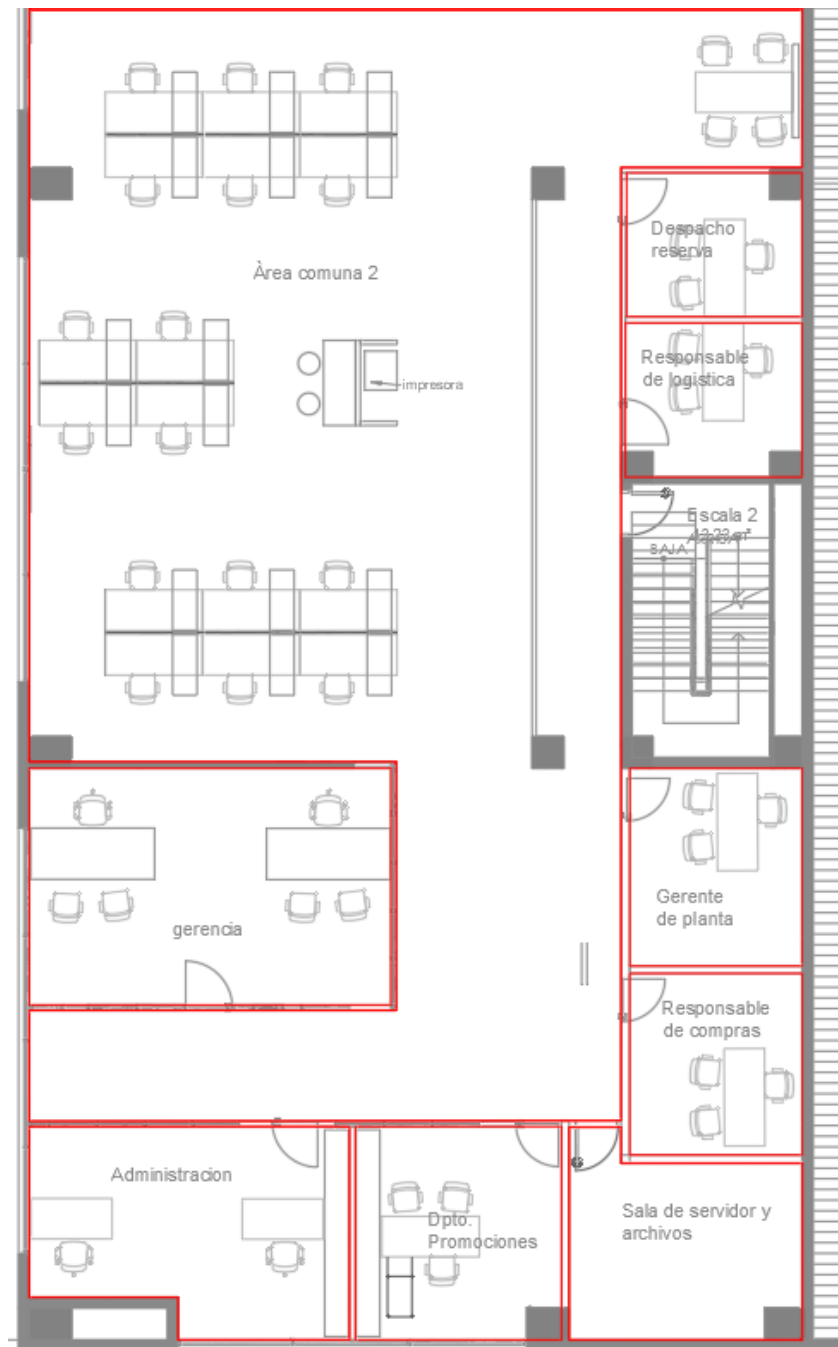 Despacho
reserva
Àrea comuna 2
Responsable
de logistica
impresora
Escala 2
BAJA
gerencia
Gerente
de planta
Responsable
de compras
Administracion
Dpto.
Promociones
Sala de servidor y
archivos